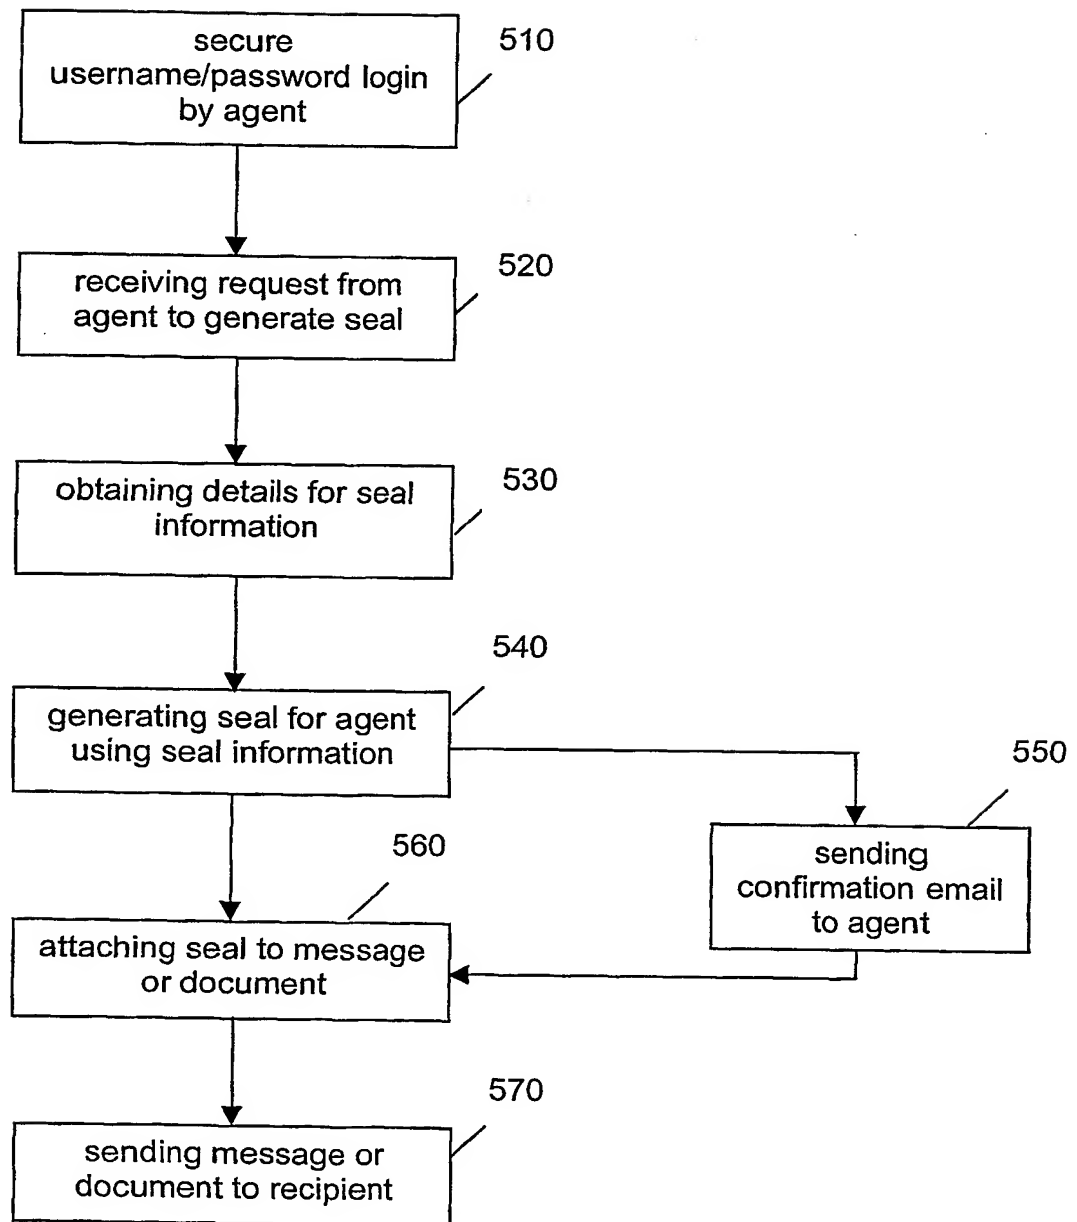 secure
username/password login
by agent
510
receiving request from
agent to generate seal
520
obtaining details for seal
information
530
generating seal for agent
using seal information
540
sending
confirmation email
to agent
550
attaching seal to message
or document
560
sending message or
document to recipient
570